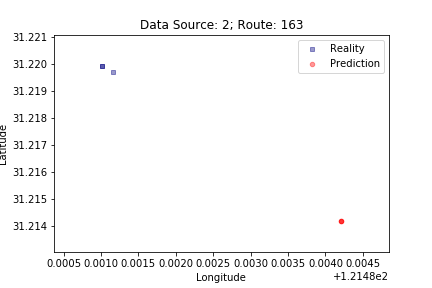 Data Source: 2; Route: 163
Reality
Prediction
31.221
31.220
31.219
31.218
31.217
31.216
31.215
31.214
Latitude
0.0005 0.0010 0.0015 0.0020 0.0025 0.0030 0.0035 0.0040 0.0045
Longitude
+1.2148e2